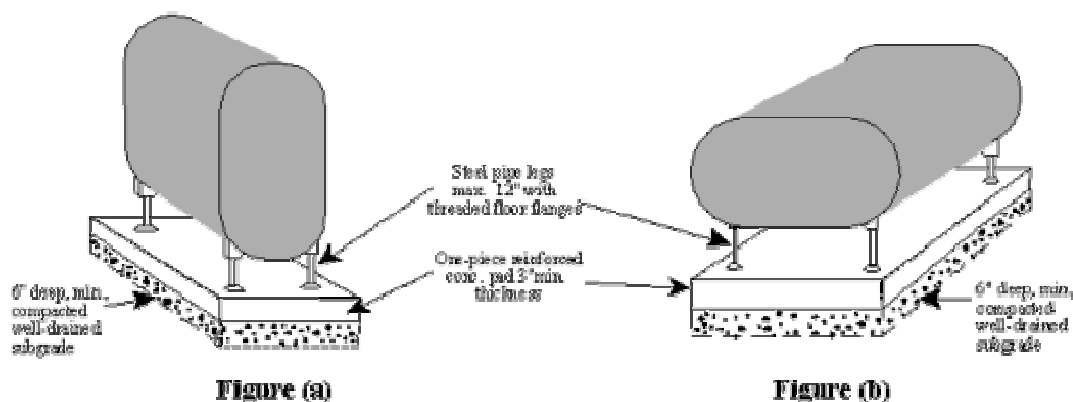 Steel pipe legs
max. 12" with
threaded floor flanges
One-piece reinforced
conc. pad 3" min.
thickness
6" deep, min.
compacted
well-drained
subgrade
6" deep, min,
compacted
well-drained
subgrade
Figure (a)
Figure (b)